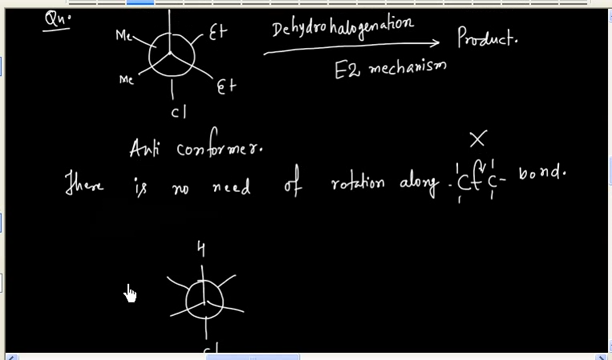 Qn:
Me Et Dehydrohalogenation Product.
Me Et E2 mechanism
Cl
Anti conformer.
X
There is no need of rotation along C C bond.
H
Cl